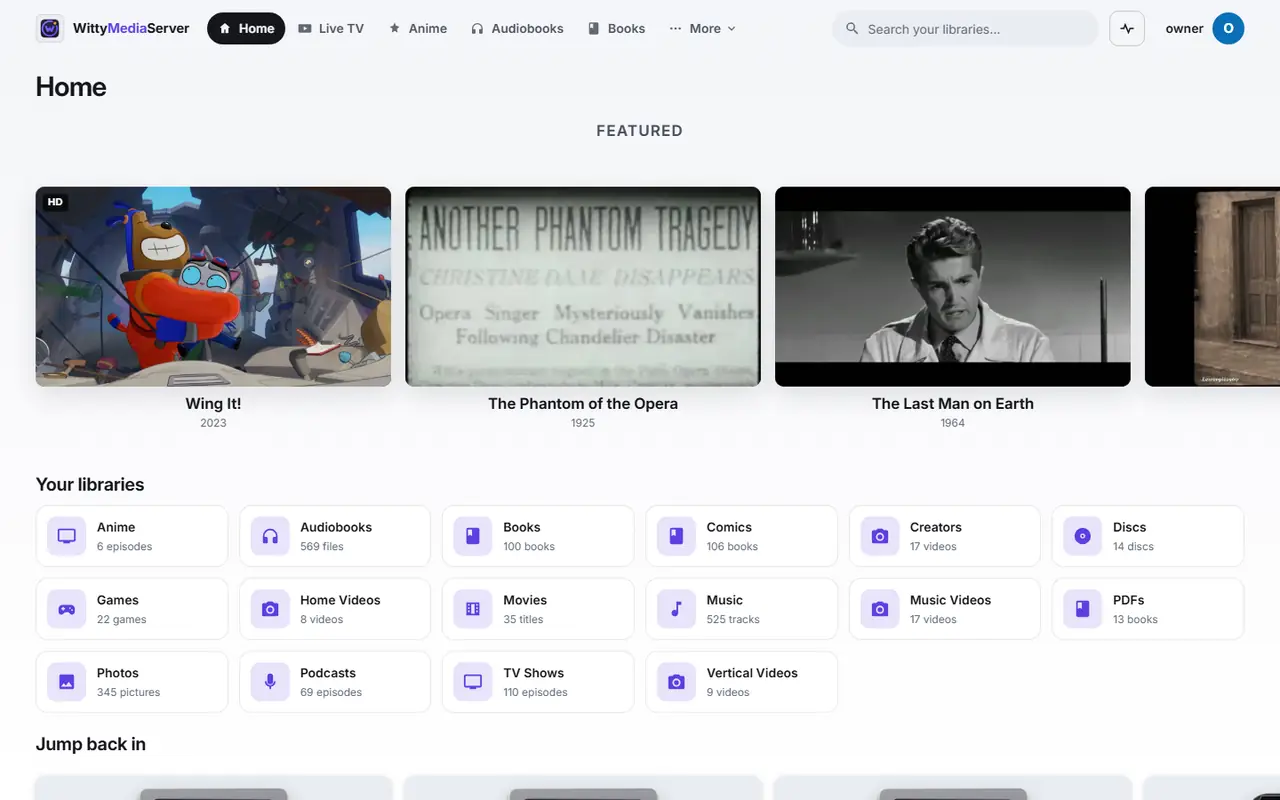 WittyMediaServer
Home
Live TV
Anime
Audiobooks
Books
More
Search your libraries...
owner
O
Home
FEATURED
HD
ANOTHER PHANTOM TRAGEDY
CHRISTINE DAAE DISAPPEARS
Opera Singer Mysteriously Vanishes
Following Chandelier Disaster
Wing It!
2023
The Phantom of the Opera
1925
The Last Man on Earth
1964
Your libraries
Anime
6 episodes
Audiobooks
569 files
Books
100 books
Comics
106 books
Creators
17 videos
Discs
14 discs
Games
22 games
Home Videos
8 videos
Movies
35 titles
Music
525 tracks
Music Videos
17 videos
PDFs
13 books
Photos
345 pictures
Podcasts
69 episodes
TV Shows
110 episodes
Vertical Videos
9 videos
Jump back in